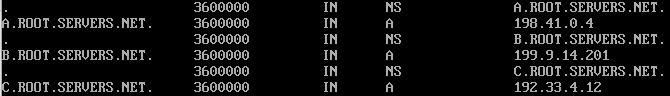 . 3600000 IN NS A.ROOT.SERVERS.NET.
A.ROOT.SERVERS.NET. 3600000 IN A 198.41.0.4
. 3600000 IN NS B.ROOT.SERVERS.NET.
B.ROOT.SERVERS.NET. 3600000 IN A 199.9.14.201
. 3600000 IN NS C.ROOT.SERVERS.NET.
C.ROOT.SERVERS.NET. 3600000 IN A 192.33.4.12